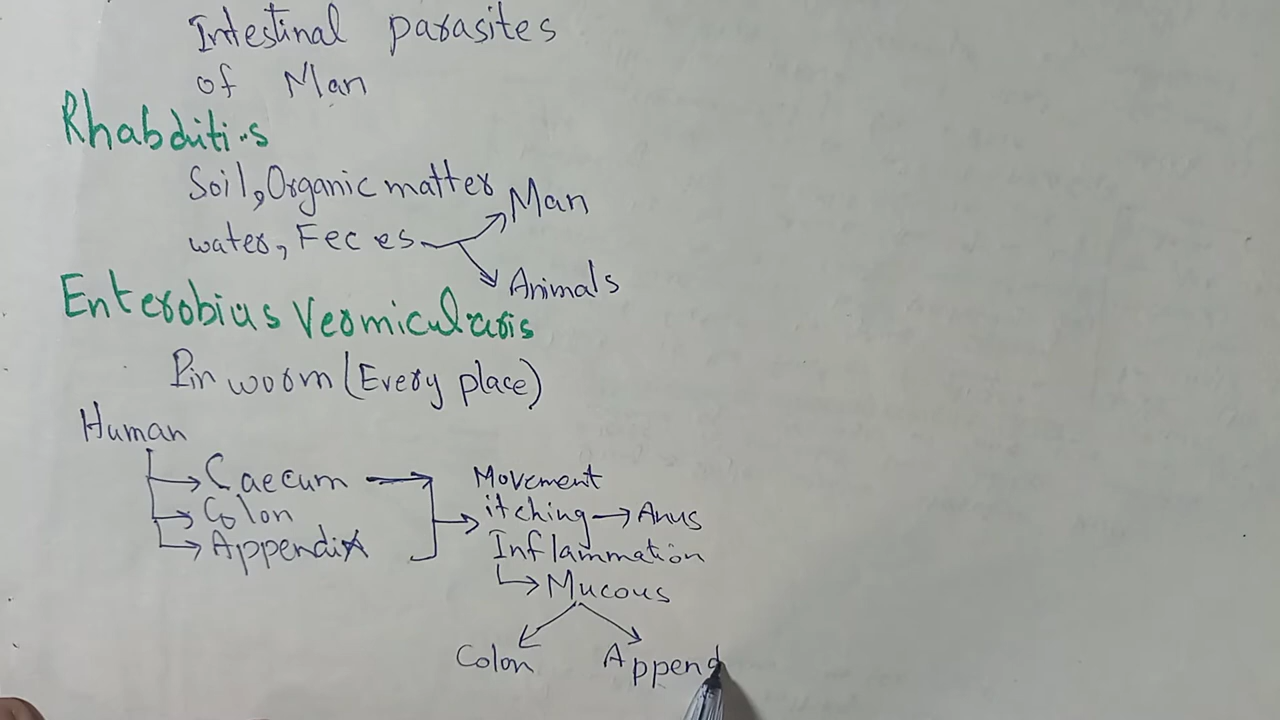 Intestinal parasites
of Man
Rhabditis
Soil, Organic matter
water, Feces
Man
Animals
Enterobius Vermicularis
Pin worm (Every place)
Human
Caecum
Colon
Appendix
Movement
itching → Anus
Inflammation
Mucous
Colon
Append